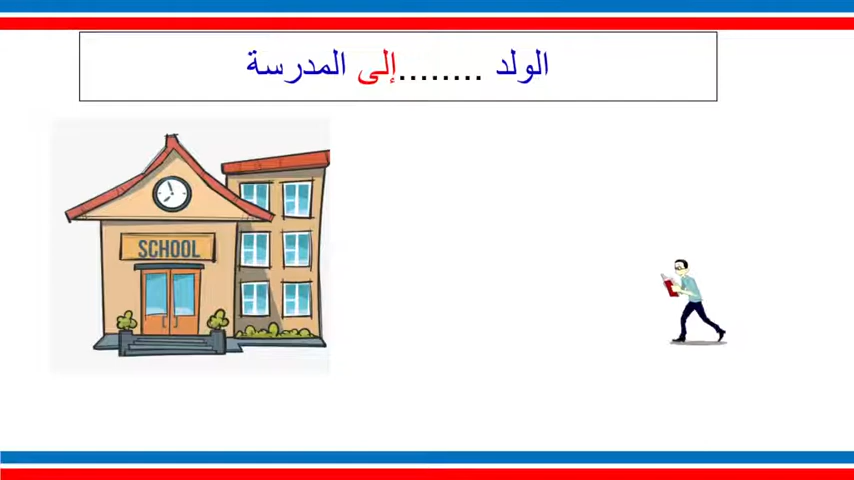 الولد ........إلى المدرسة
SCHOOL